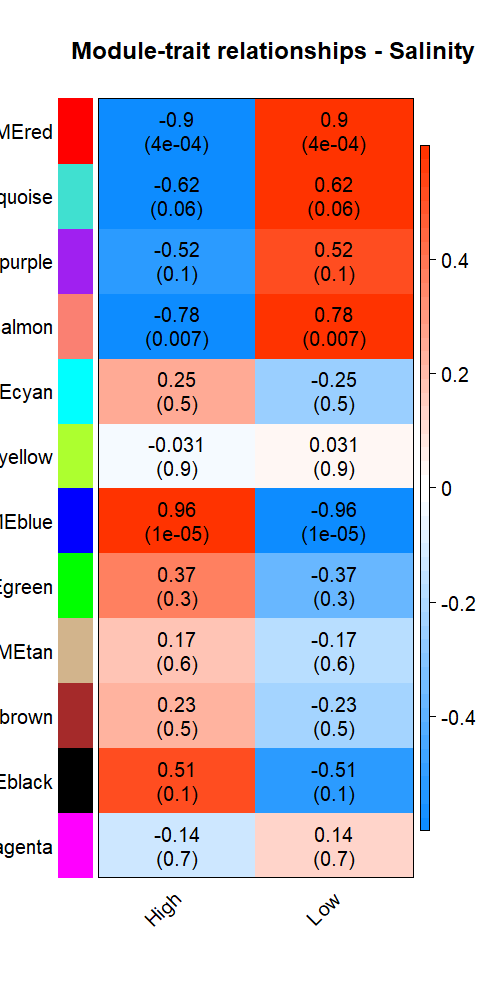 Module-trait relationships - Salinity
MEred
-0.9
(4e-04)
0.9
(4e-04)
quoise
-0.62
(0.06)
0.62
(0.06)
purple
-0.52
(0.1)
0.52
(0.1)
almon
-0.78
(0.007)
0.78
(0.007)
Ecyan
0.25
(0.5)
-0.25
(0.5)
yellow
-0.031
(0.9)
0.031
(0.9)
MEblue
0.96
(1e-05)
-0.96
(1e-05)
Egreen
0.37
(0.3)
-0.37
(0.3)
MEtan
0.17
(0.6)
-0.17
(0.6)
brown
0.23
(0.5)
-0.23
(0.5)
Eblack
0.51
(0.1)
-0.51
(0.1)
agenta
-0.14
(0.7)
0.14
(0.7)
High
Low
0.4
0.2
0
-0.2
-0.4